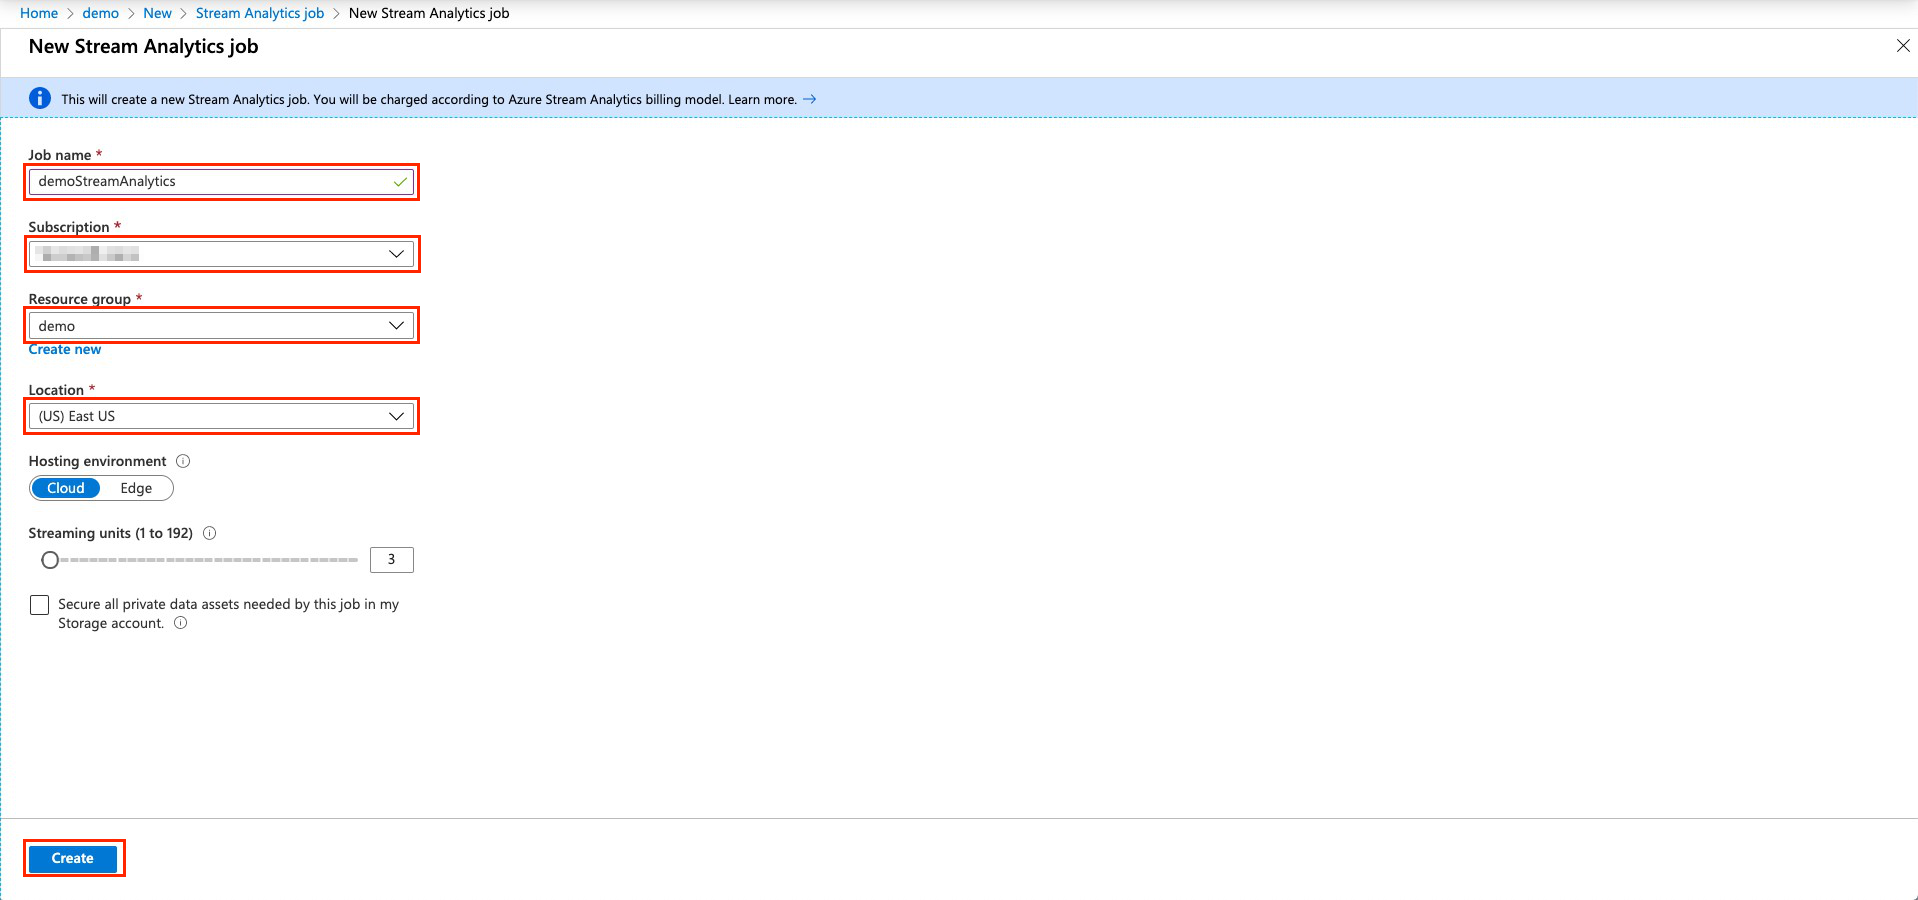 Home > demo > New > Stream Analytics job > New Stream Analytics job
New Stream Analytics job
This will create a new Stream Analytics job. You will be charged according to Azure Stream Analytics billing model. Learn more. →
Job name *
demoStreamAnalytics
Subscription *
Resource group *
demo
Create new
Location *
(US) East US
Hosting environment
Cloud Edge
Streaming units (1 to 192)
3
Secure all private data assets needed by this job in my
Storage account.
Create